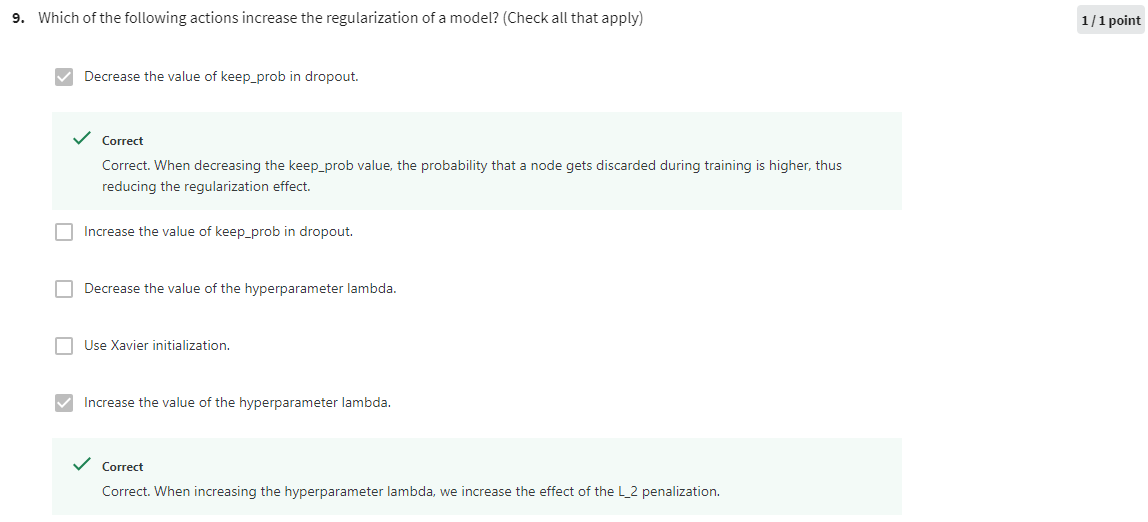 9. Which of the following actions increase the regularization of a model? (Check all that apply)
1 / 1 point
Decrease the value of keep_prob in dropout.
Correct
Correct. When decreasing the keep_prob value, the probability that a node gets discarded during training is higher, thus
reducing the regularization effect.
Increase the value of keep_prob in dropout.
Decrease the value of the hyperparameter lambda.
Use Xavier initialization.
Increase the value of the hyperparameter lambda.
Correct
Correct. When increasing the hyperparameter lambda, we increase the effect of the L_2 penalization.